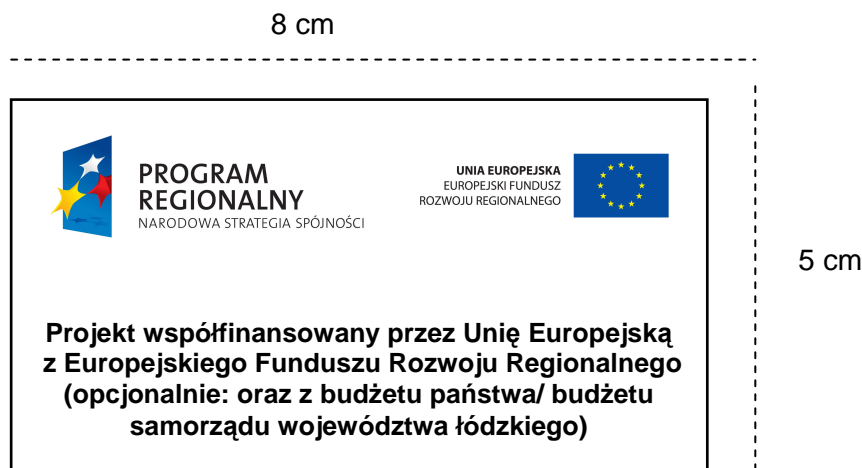 8 cm
PROGRAM
REGIONALNY
NARODOWA STRATEGIA SPÓJNOŚCI
UNIA EUROPEJSKA
EUROPEJSKI FUNDUSZ
ROZWOJU REGIONALNEGO
5 cm
Projekt współfinansowany przez Unię Europejską
z Europejskiego Funduszu Rozwoju Regionalnego
(opcjonalnie: oraz z budżetu państwa/ budżetu
samorządu województwa łódzkiego)